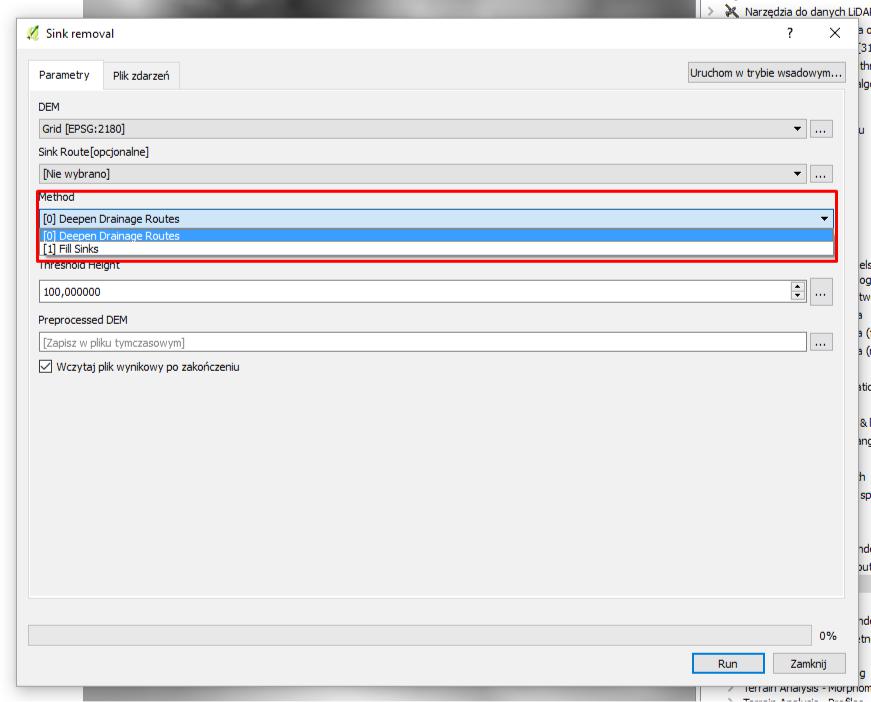 Narzędzia do danych LiDAR
Sink removal
?
Parametry
Plik zdarzeń
Uruchom w trybie wsadowym...
DEM
Grid [EPSG:2180]
...
Sink Route[opcjonalne]
[Nie wybrano]
...
Method
[0] Deepen Drainage Routes
[0] Deepen Drainage Routes
[1] Fill Sinks
Threshold Height
100,000000
...
Preprocessed DEM
[Zapisz w pliku tymczasowym]
...
Wczytaj plik wynikowy po zakończeniu
0%
Run
Zamknij
Terrain Analysis - Morphom
Terrain Analysis - Profiles